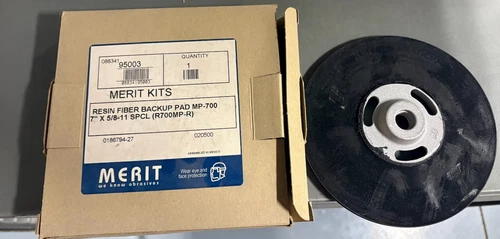 086341
95003
QUANTITY
1
MERIT KITS
RESIN FIBER BACKUP PAD MP-700
7" X 5/8-11 SPCL (R700MP-R)
0186794-27
020500
MERIT
we know abrasives
Wear eye and
face protection